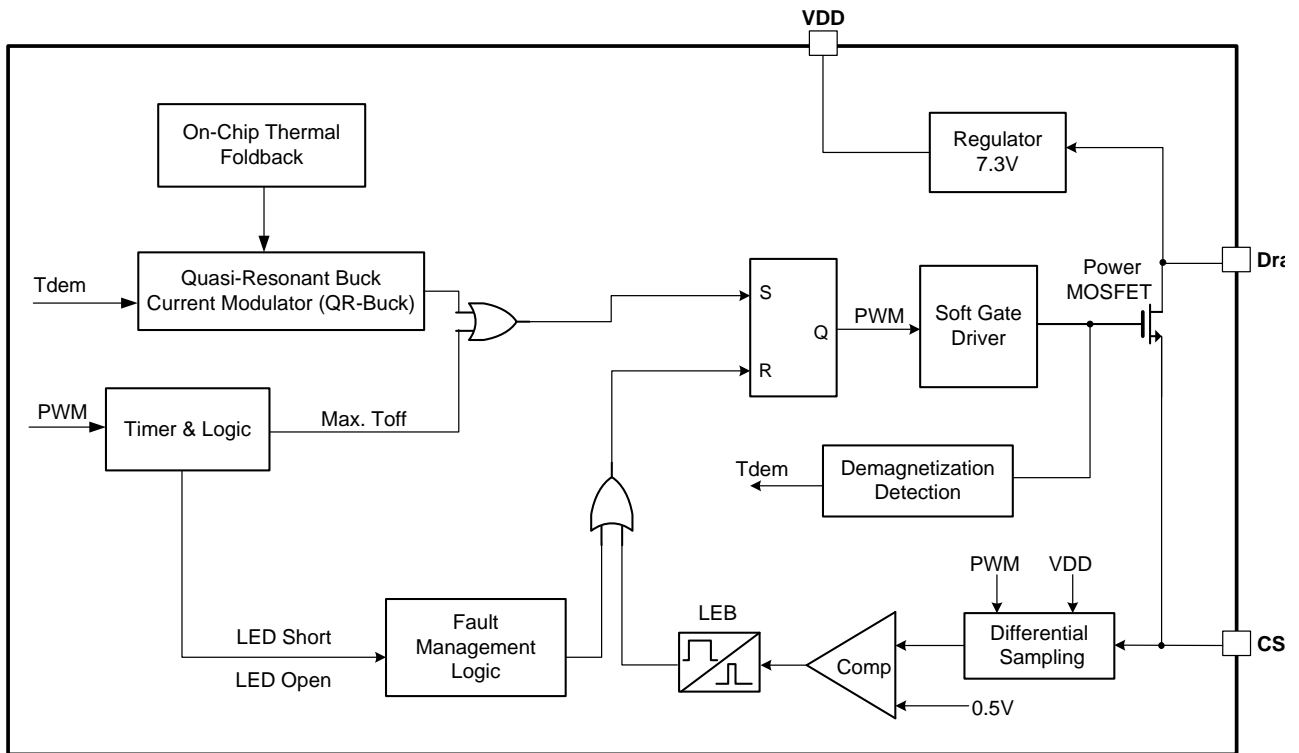 VDD
On-Chip Thermal
Foldback
Regulator
7.3V
Tdem
Quasi-Resonant Buck
Current Modulator (QR-Buck)
S
R
Q
PWM
Soft Gate
Driver
Power
MOSFET
Dra
PWM
Timer & Logic
Max. Toff
Tdem
Demagnetization
Detection
LED Short
LED Open
Fault
Management
Logic
LEB
Comp
PWM
VDD
Differential
Sampling
0.5V
CS